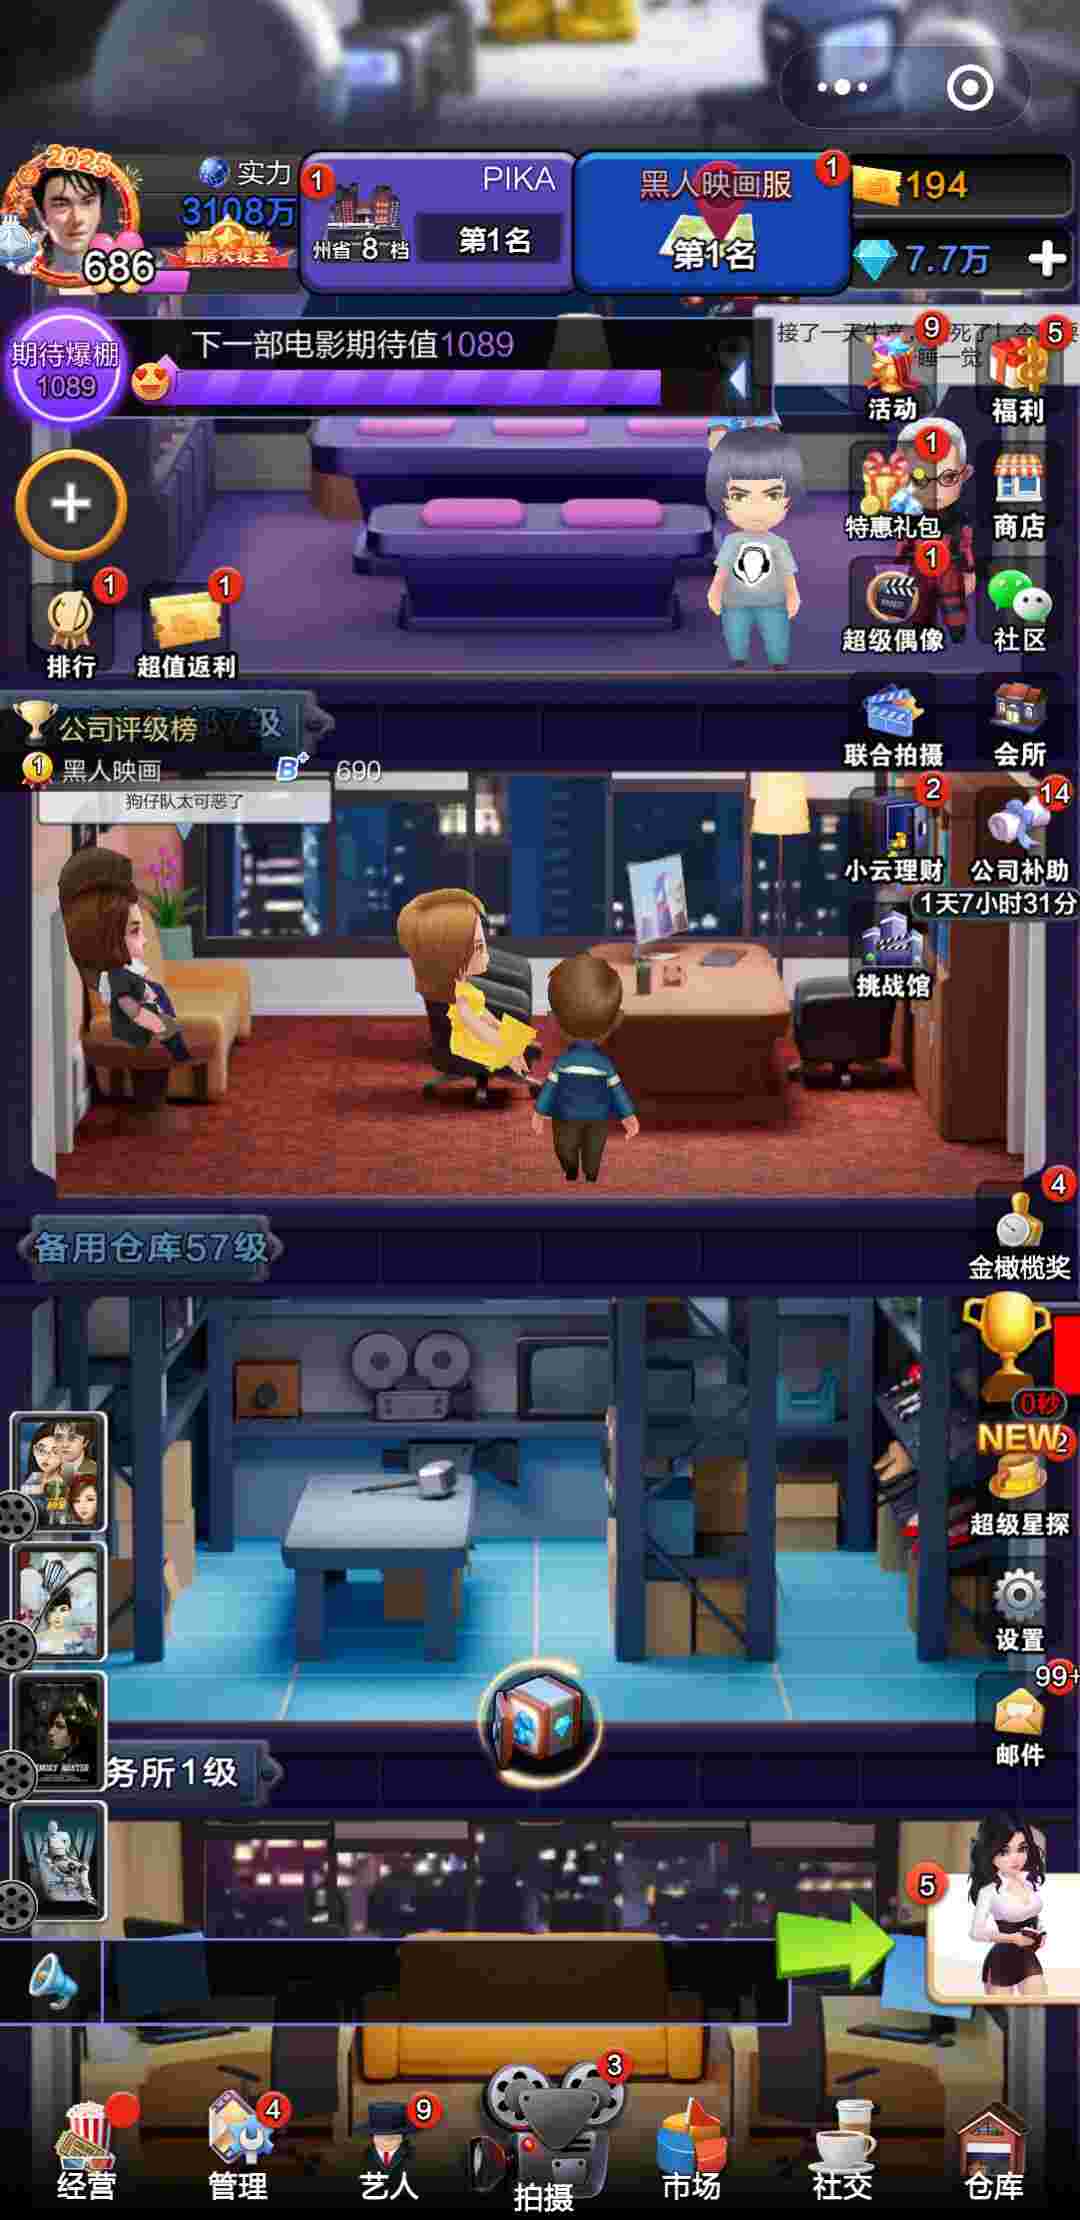 2025
686
实力
3108万
票房大卖王
1
PIKA
州省 8 档
第1名
黑人映画服
1
第1名
194
7.7万
期待爆棚
1089
下一部电影期待值1089
接了一天生产
死了!
睡一觉
9
活动
5
福利
1
特惠礼包
商店
1
超级偶像
社区
1
排行
1
超值返利
7级
公司评级榜
1
黑人映画
B+
690
狗仔队太可恶了
联合拍摄
会所
2
小云理财
14
公司补助
1天7小时31分
挑战馆
备用仓库57级
4
金橄榄奖
0秒
NEW
2
超级星探
设置
99+
邮件
务所1级
5
经营
4
管理
9
艺人
3
拍摄
市场
社交
仓库